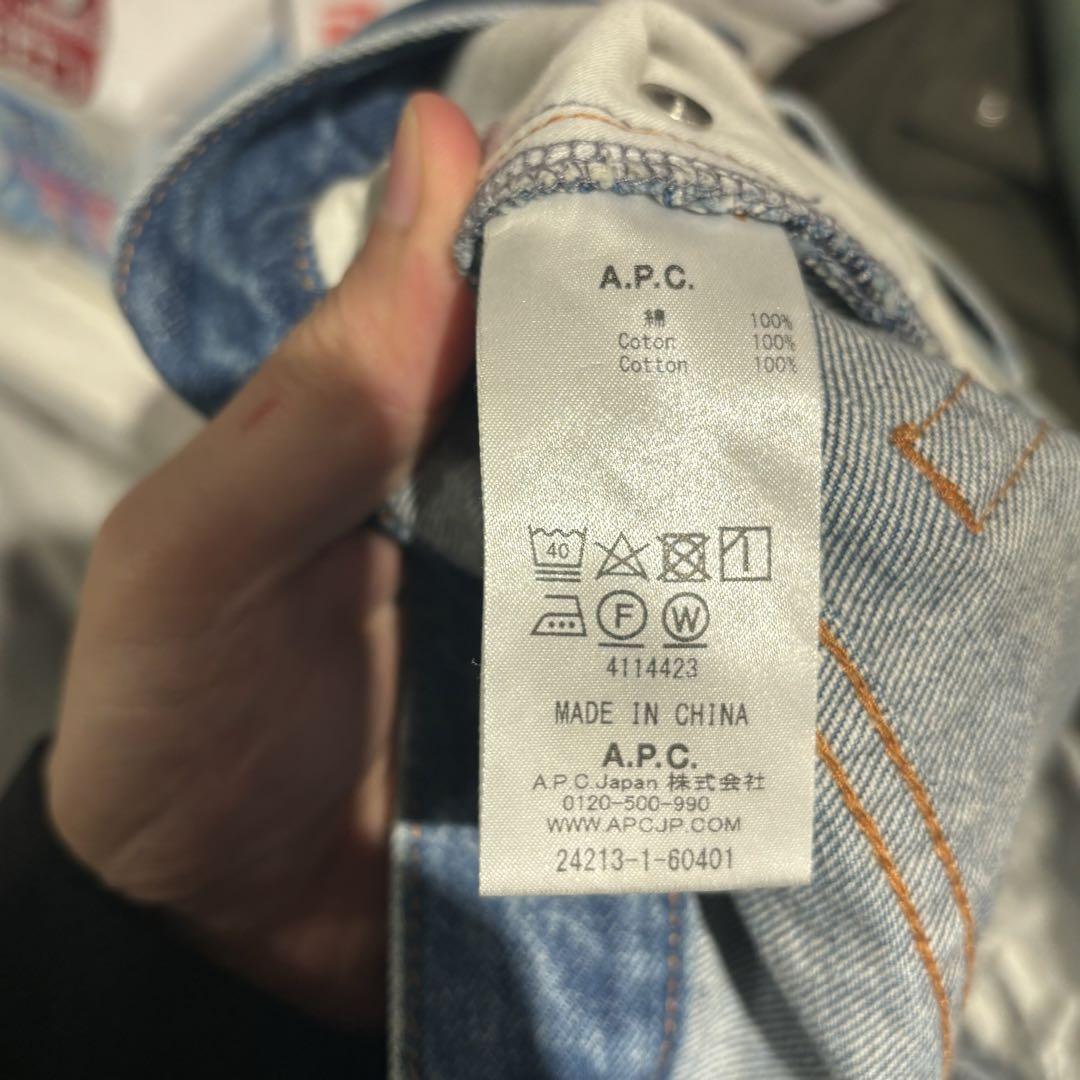 A.P.C.
綿 100%
Coton 100%
Cotton 100%
40
F W
4114423
MADE IN CHINA
A.P.C.
A.P.C.Japan 株式会社
0120-500-990
WWW.APCJP.COM
24213-1-60401